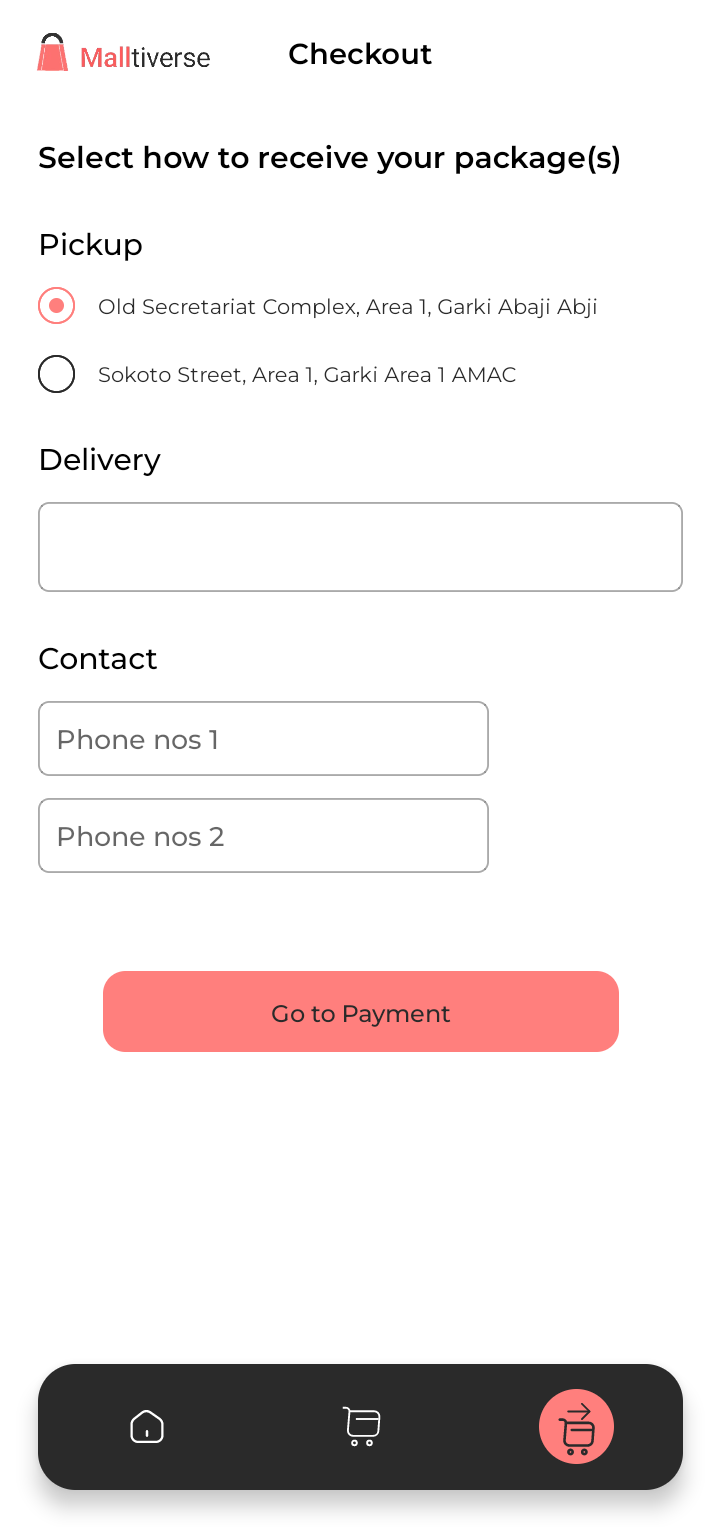 Malltiverse
Checkout
Select how to receive your package(s)
Pickup
Old Secretariat Complex, Area 1, Garki Abaji Abji
Sokoto Street, Area 1, Garki Area 1 AMAC
Delivery
Contact
Phone nos 1
Phone nos 2
Go to Payment